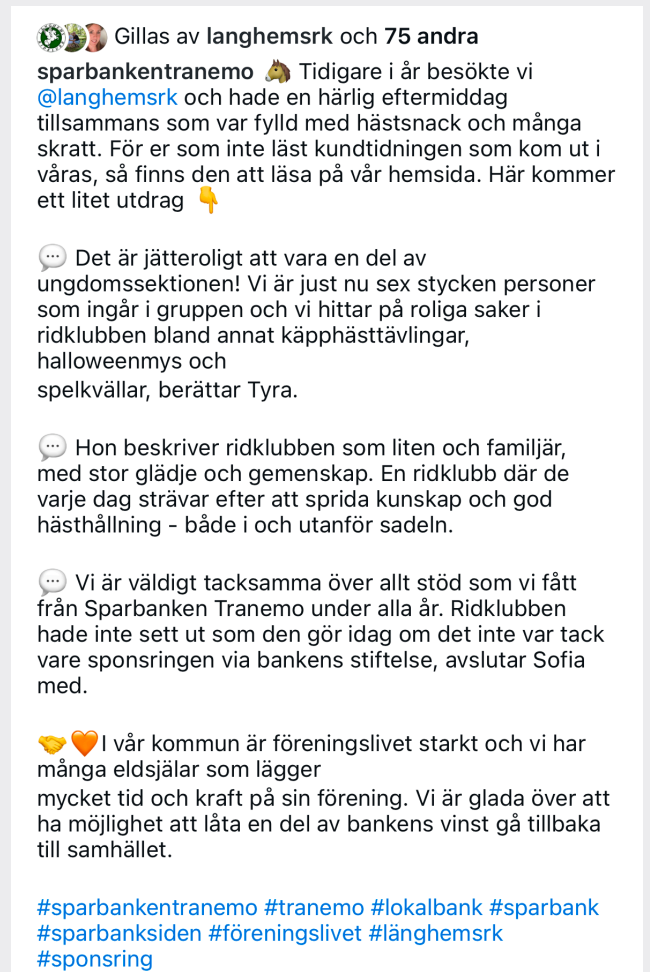 Gillas av langhemsrk och 75 andra
sparbankentranemo 🐴 Tidigare i år besökte vi
@langhemsrk och hade en härlig eftermiddag
tillsammans som var fylld med hästsnack och många
skratt. För er som inte läst kundtidningen som kom ut i
våras, så finns den att läsa på vår hemsida. Här kommer
ett litet utdrag 👇
💬 Det är jätteroligt att vara en del av
ungdomssektionen! Vi är just nu sex stycken personer
som ingår i gruppen och vi hittar på roliga saker i
ridklubben bland annat käpphästtävlingar,
halloweenmys och
spelkvällar, berättar Tyra.
💬 Hon beskriver ridklubben som liten och familjär,
med stor glädje och gemenskap. En ridklubb där de
varje dag strävar efter att sprida kunskap och god
hästhållning - både i och utanför sadeln.
💬 Vi är väldigt tacksamma över allt stöd som vi fått
från Sparbanken Tranemo under alla år. Ridklubben
hade inte sett ut som den gör idag om det inte var tack
vare sponsringen via bankens stiftelse, avslutar Sofia
med.
🤝🧡I vår kommun är föreningslivet starkt och vi har
många eldsjälar som lägger
mycket tid och kraft på sin förening. Vi är glada över att
ha möjlighet att låta en del av bankens vinst gå tillbaka
till samhället.
#sparbankentranemo #tranemo #lokalbank #sparbank
#sparbanksiden #föreningslivet #länghemsrk
#sponsring